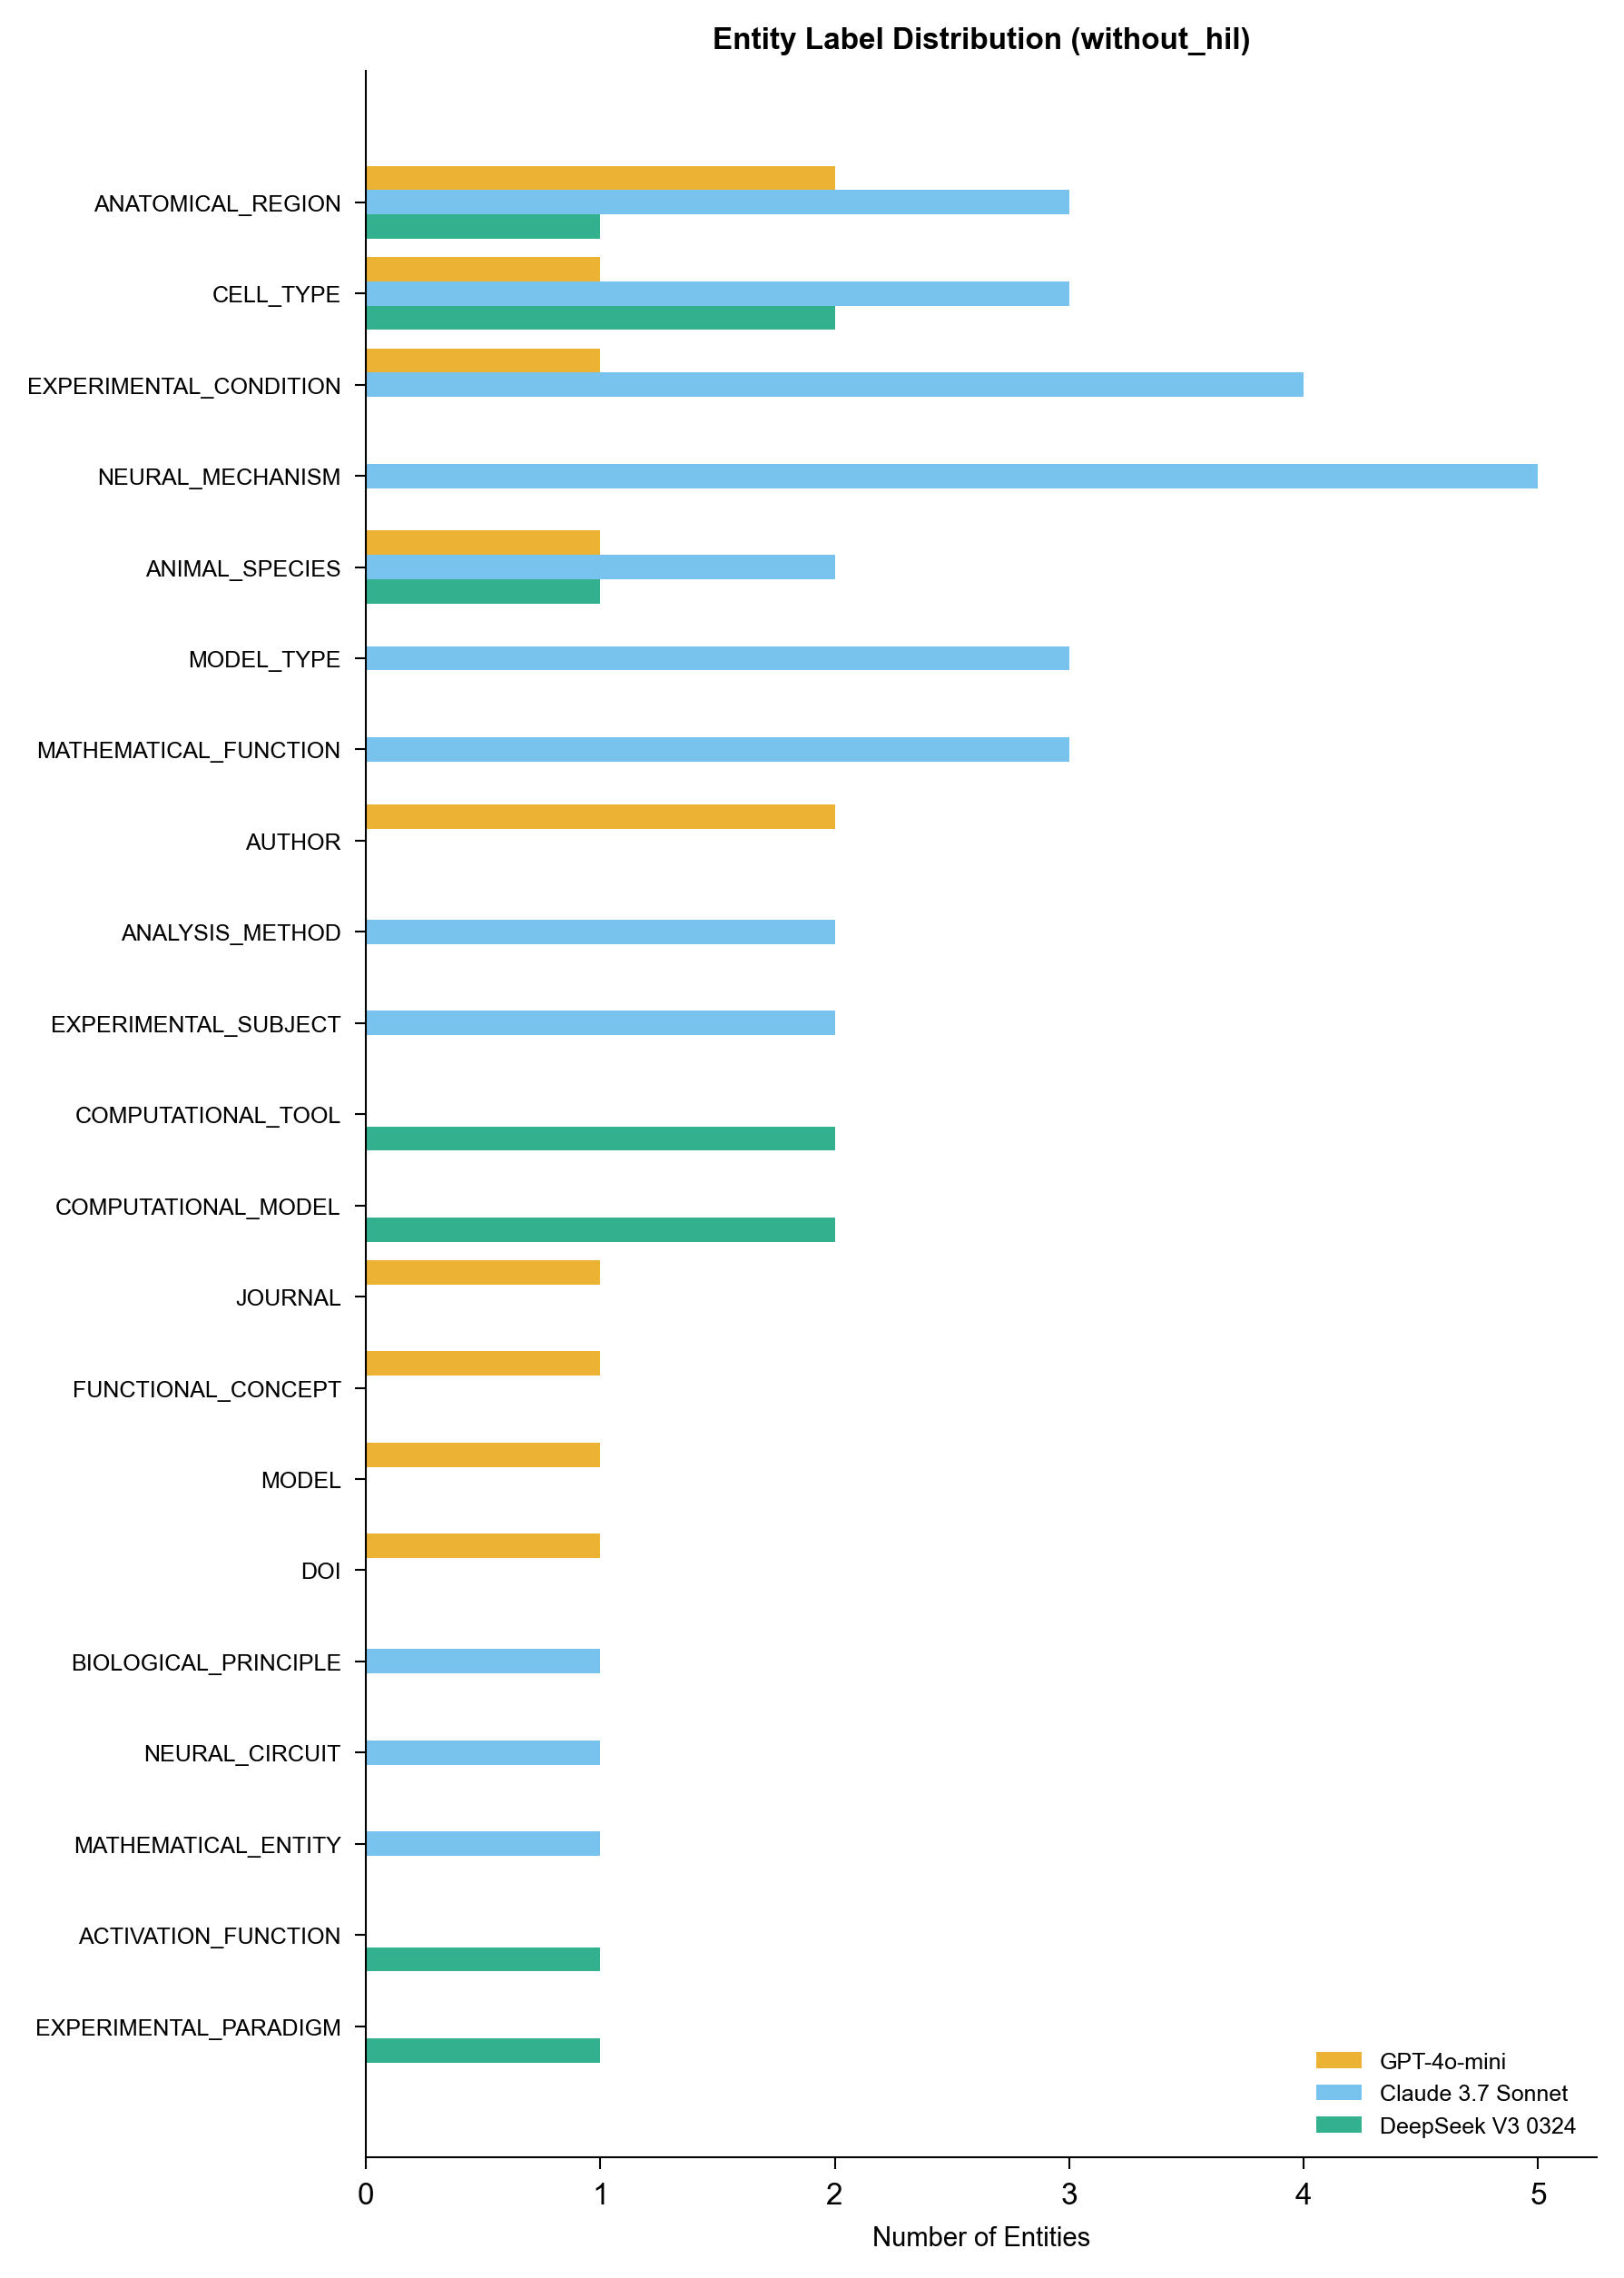 Entity Label Distribution (without_hil)
ANATOMICAL_REGION
CELL_TYPE
EXPERIMENTAL_CONDITION
NEURAL_MECHANISM
ANIMAL_SPECIES
MODEL_TYPE
MATHEMATICAL_FUNCTION
AUTHOR
ANALYSIS_METHOD
EXPERIMENTAL_SUBJECT
COMPUTATIONAL_TOOL
COMPUTATIONAL_MODEL
JOURNAL
FUNCTIONAL_CONCEPT
MODEL
DOI
BIOLOGICAL_PRINCIPLE
NEURAL_CIRCUIT
MATHEMATICAL_ENTITY
ACTIVATION_FUNCTION
EXPERIMENTAL_PARADIGM
GPT-4o-mini
Claude 3.7 Sonnet
DeepSeek V3 0324
0 1 2 3 4 5
Number of Entities